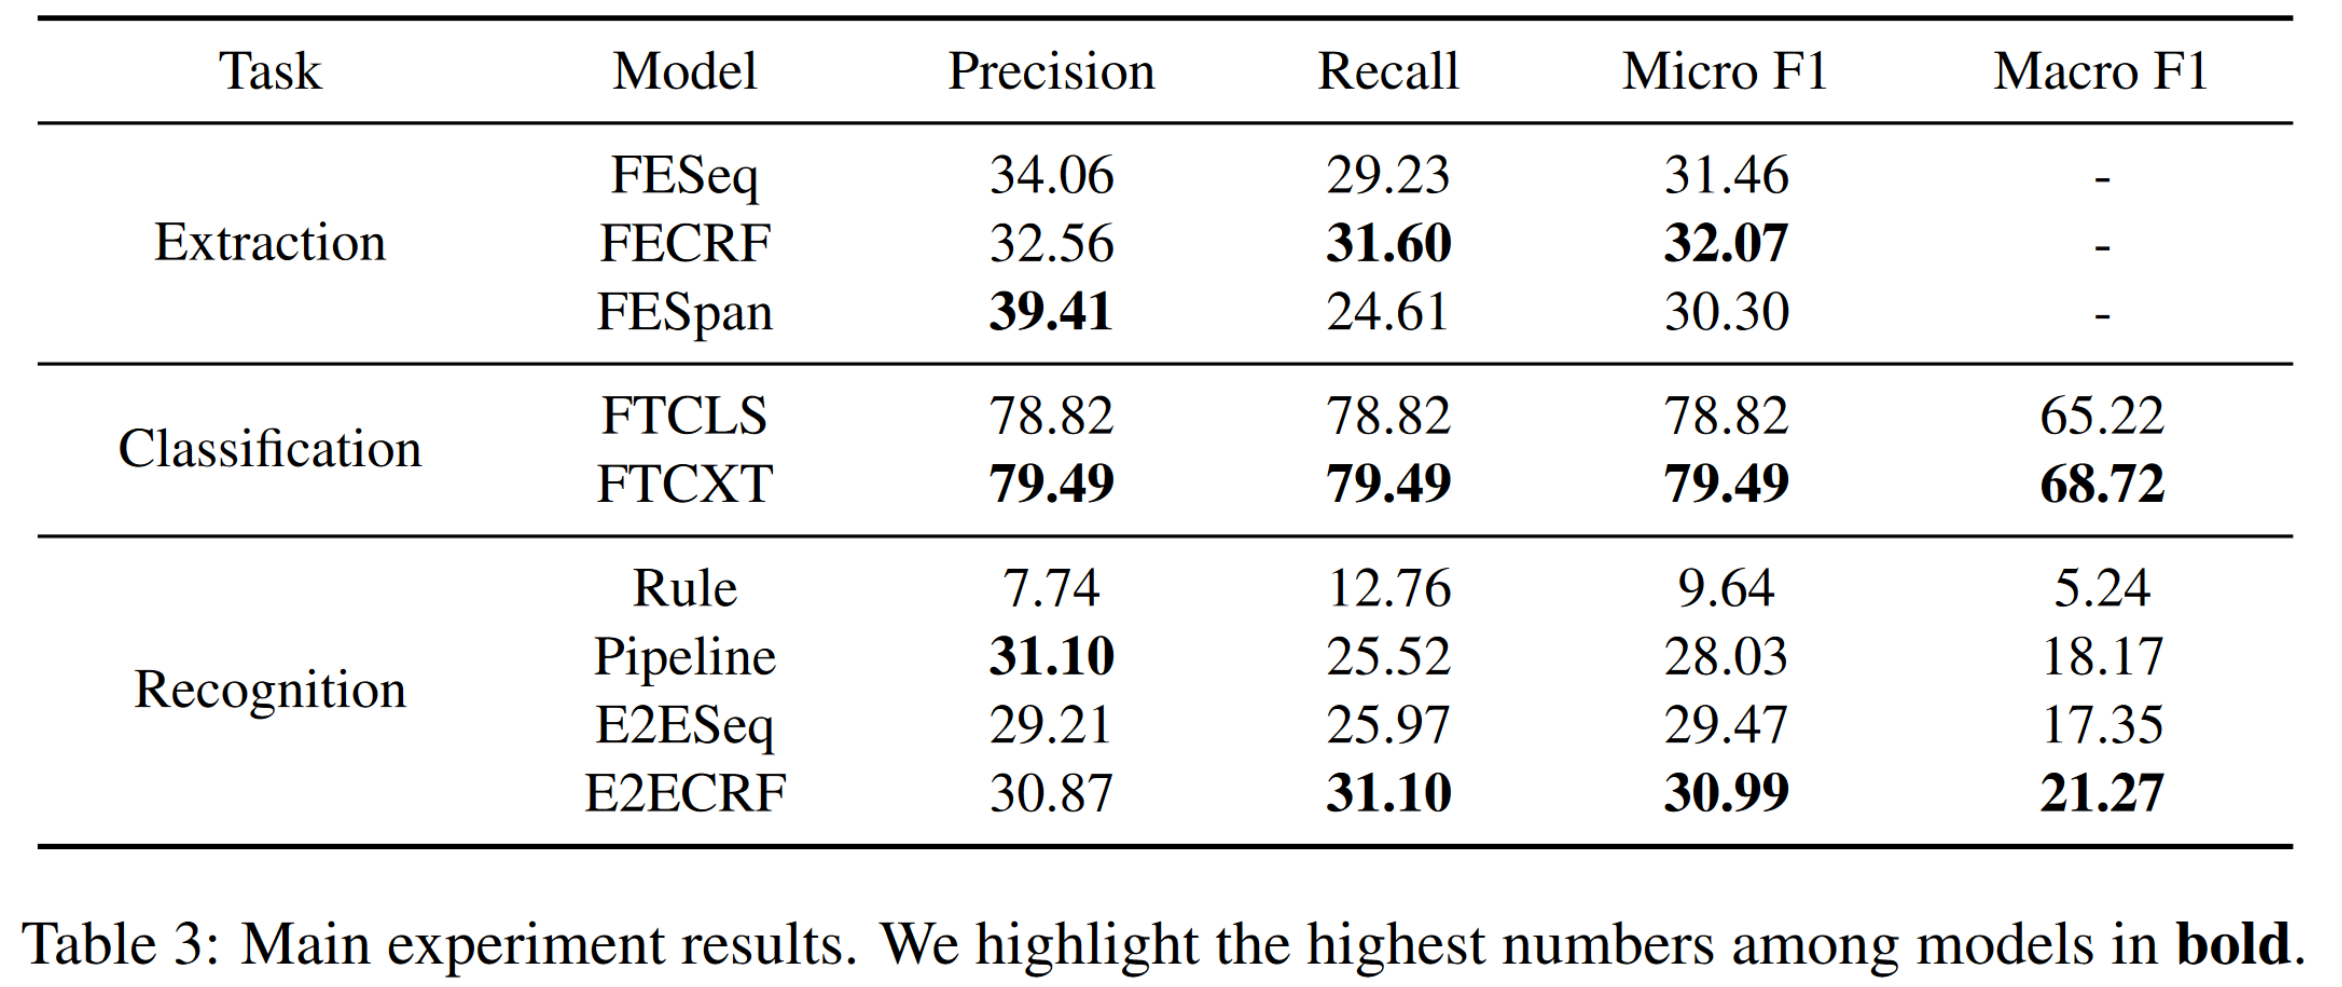 Task Model Precision Recall Micro F1 Macro F1
FESeq 34.06 29.23 31.46 -
Extraction FECRF 32.56 31.60 32.07 -
FESpan 39.41 24.61 30.30 -
FTCLS 78.82 78.82 78.82 65.22
Classification
FTCXT 79.49 79.49 79.49 68.72
Rule 7.74 12.76 9.64 5.24
Pipeline 31.10 25.52 28.03 18.17
Recognition
E2ESeq 29.21 25.97 29.47 17.35
E2ECRF 30.87 31.10 30.99 21.27
Table 3: Main experiment results. We highlight the highest numbers among models in bold.